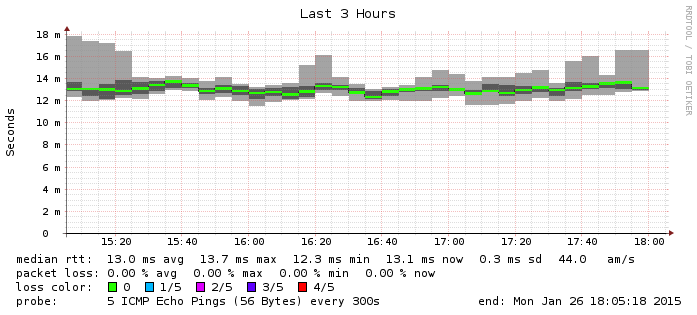 Last 3 Hours
RRDTOOL / TOBI OETIKER
Seconds
18 m
16 m
14 m
12 m
10 m
8 m
6 m
4 m
2 m
0
15:20 15:40 16:00 16:20 16:40 17:00 17:20 17:40 18:00
median rtt: 13.0 ms avg 13.7 ms max 12.3 ms min 13.1 ms now 0.3 ms sd 44.0 am/s
packet loss: 0.00 % avg 0.00 % max 0.00 % min 0.00 % now
loss color: 0 1/5 2/5 3/5 4/5
probe: 5 ICMP Echo Pings (56 Bytes) every 300s end: Mon Jan 26 18:05:18 2015